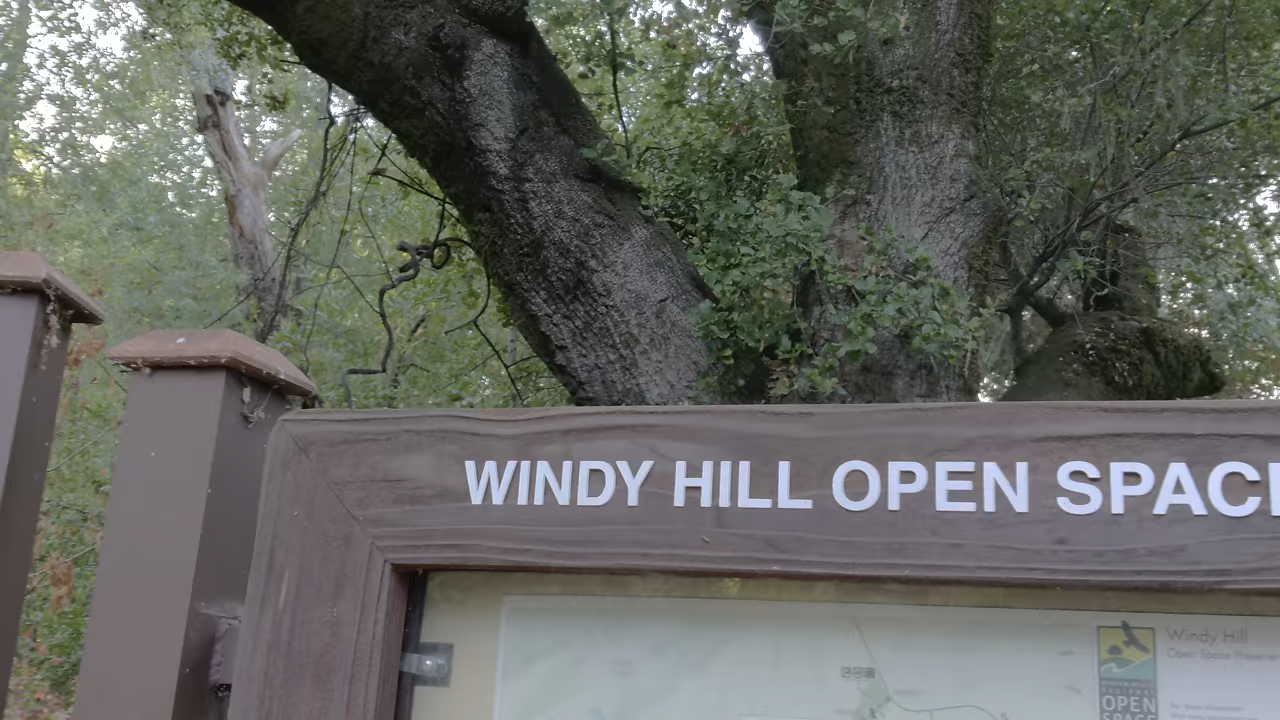 WINDY HILL OPEN SPAC
Windy Hill
Open Space Preserve
OPEN
SPACE